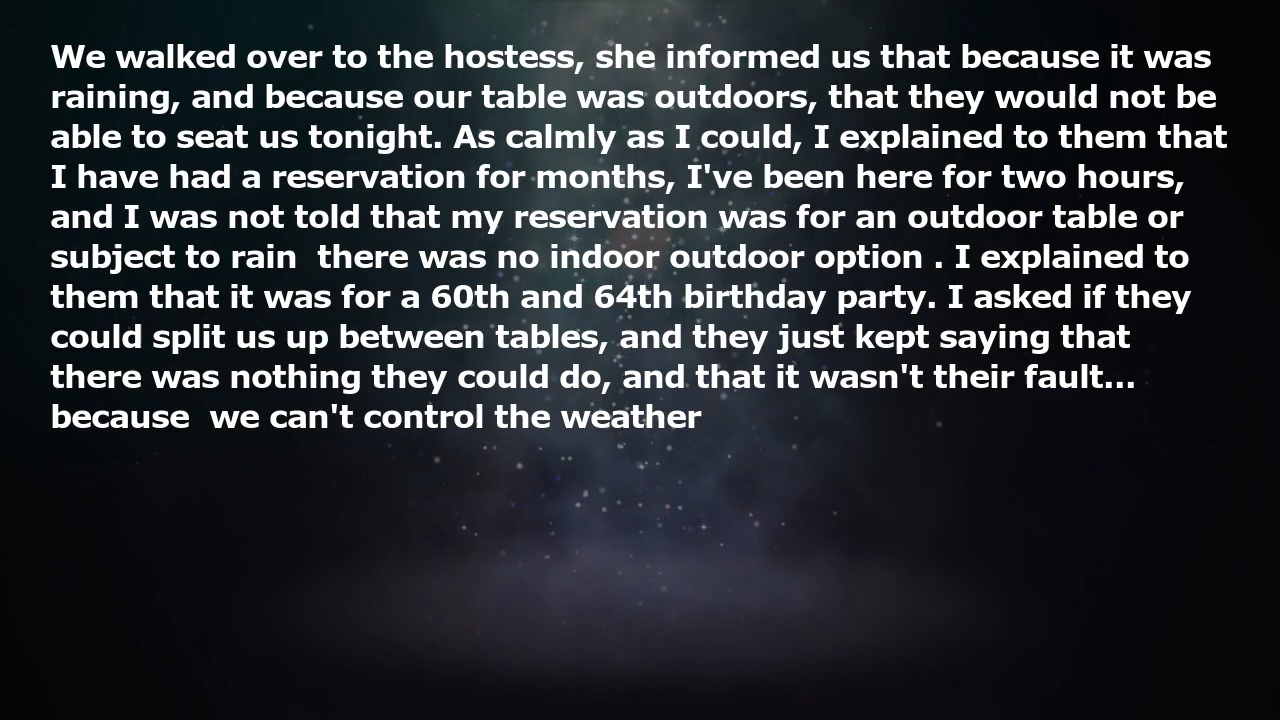 We walked over to the hostess, she informed us that because it was
raining, and because our table was outdoors, that they would not be
able to seat us tonight. As calmly as I could, I explained to them that
I have had a reservation for months, I've been here for two hours,
and I was not told that my reservation was for an outdoor table or
subject to rain  there was no indoor outdoor option . I explained to
them that it was for a 60th and 64th birthday party. I asked if they
could split us up between tables, and they just kept saying that
there was nothing they could do, and that it wasn't their fault...
because  we can't control the weather